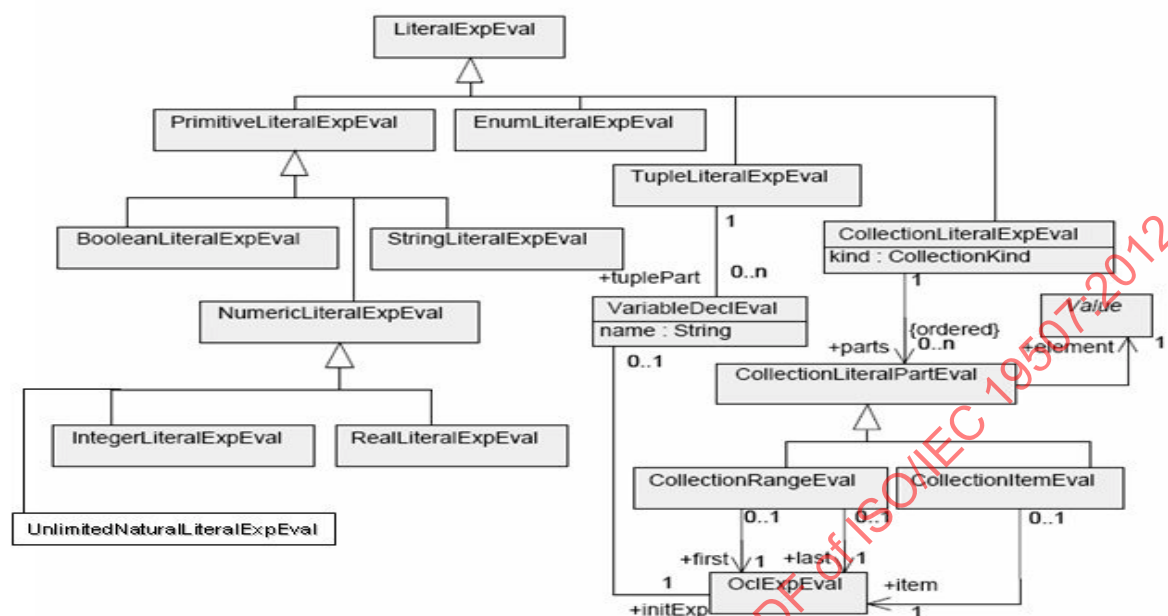 LiteralExpEval
PrimitiveLiteralExpEval
EnumLiteralExpEval
TupleLiteralExpEval
1
BooleanLiteralExpEval
StringLiteralExpEval
CollectionLiteralExpEval
kind : CollectionKind
+tuplePart
0..n
1
NumericLiteralExpEval
VariableDeclEval
name : String
Value
{ordered}
0..1
+parts
0..n
+element
1
CollectionLiteralPartEval
IntegerLiteralExpEval
RealLiteralExpEval
CollectionRangeEval
CollectionItemEval
UnlimitedNaturalLiteralExpEval
0..1
0..1
0..1
+first
1
+last
1
1
OclExpEval
+item
+initExp
1
PDF of ISO/IEC 19507:2012